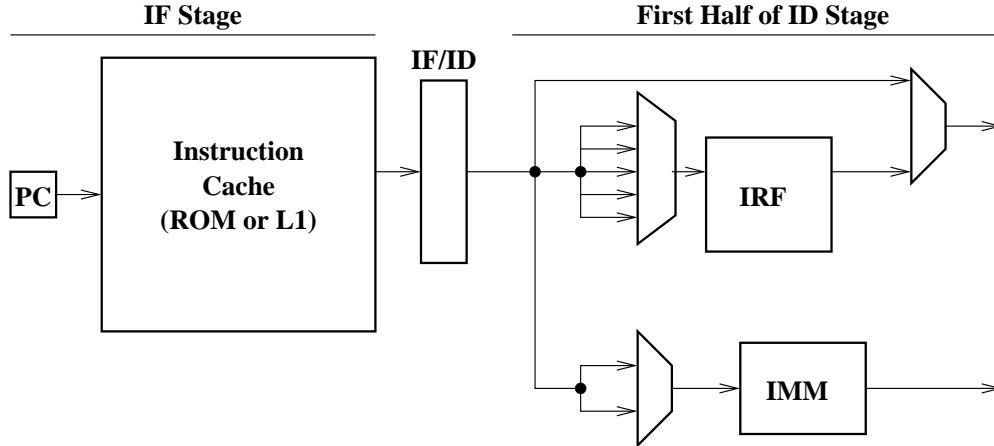 IF Stage
First Half of ID Stage
IF/ID
PC
Instruction
Cache
(ROM or L1)
IRF
IMM